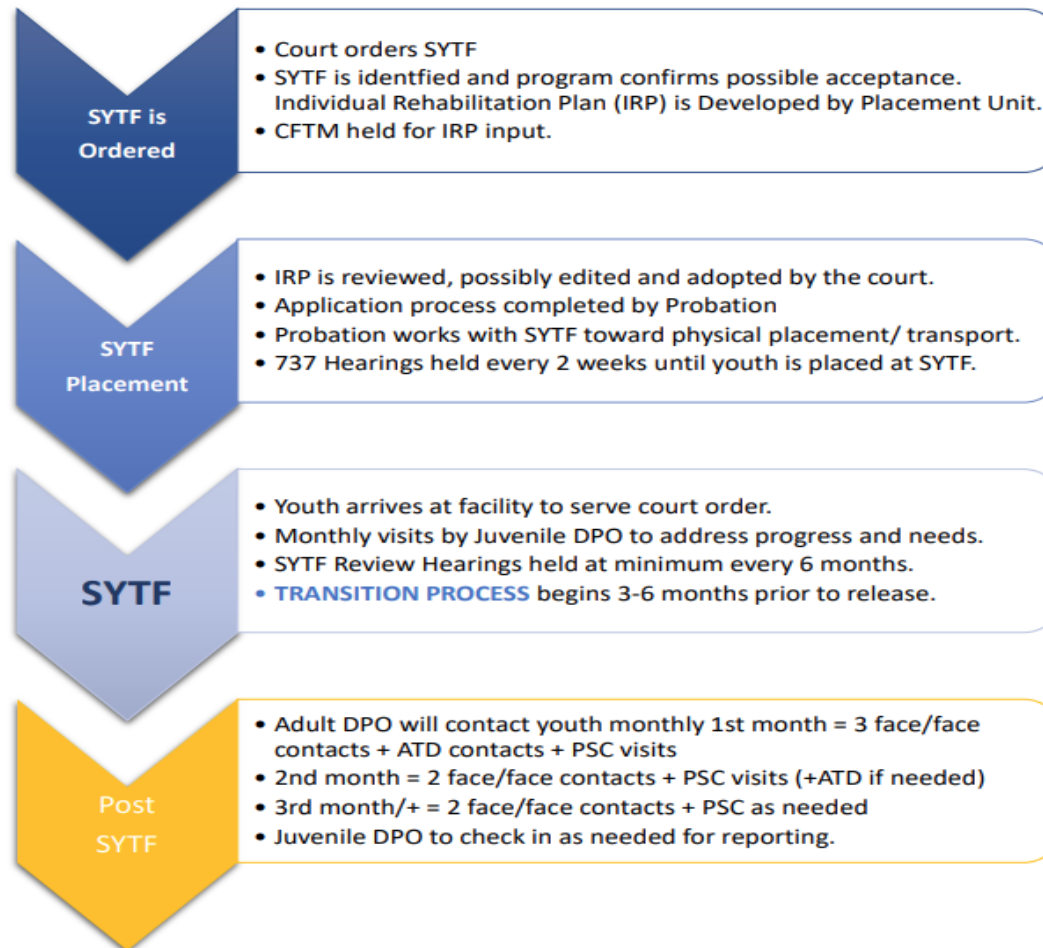 SYTF is
Ordered
• Court orders SYTF
• SYTF is identfied and program confirms possible acceptance.
Individual Rehabilitation Plan (IRP) is Developed by Placement Unit.
• CFTM held for IRP input.
SYTF
Placement
• IRP is reviewed, possibly edited and adopted by the court.
• Application process completed by Probation
• Probation works with SYTF toward physical placement/ transport.
• 737 Hearings held every 2 weeks until youth is placed at SYTF.
SYTF
• Youth arrives at facility to serve court order.
• Monthly visits by Juvenile DPO to address progress and needs.
• SYTF Review Hearings held at minimum every 6 months.
• TRANSITION PROCESS begins 3-6 months prior to release.
Post
SYTF
• Adult DPO will contact youth monthly 1st month = 3 face/face
contacts + ATD contacts + PSC visits
• 2nd month = 2 face/face contacts + PSC visits (+ATD if needed)
• 3rd month/+ = 2 face/face contacts + PSC as needed
• Juvenile DPO to check in as needed for reporting.